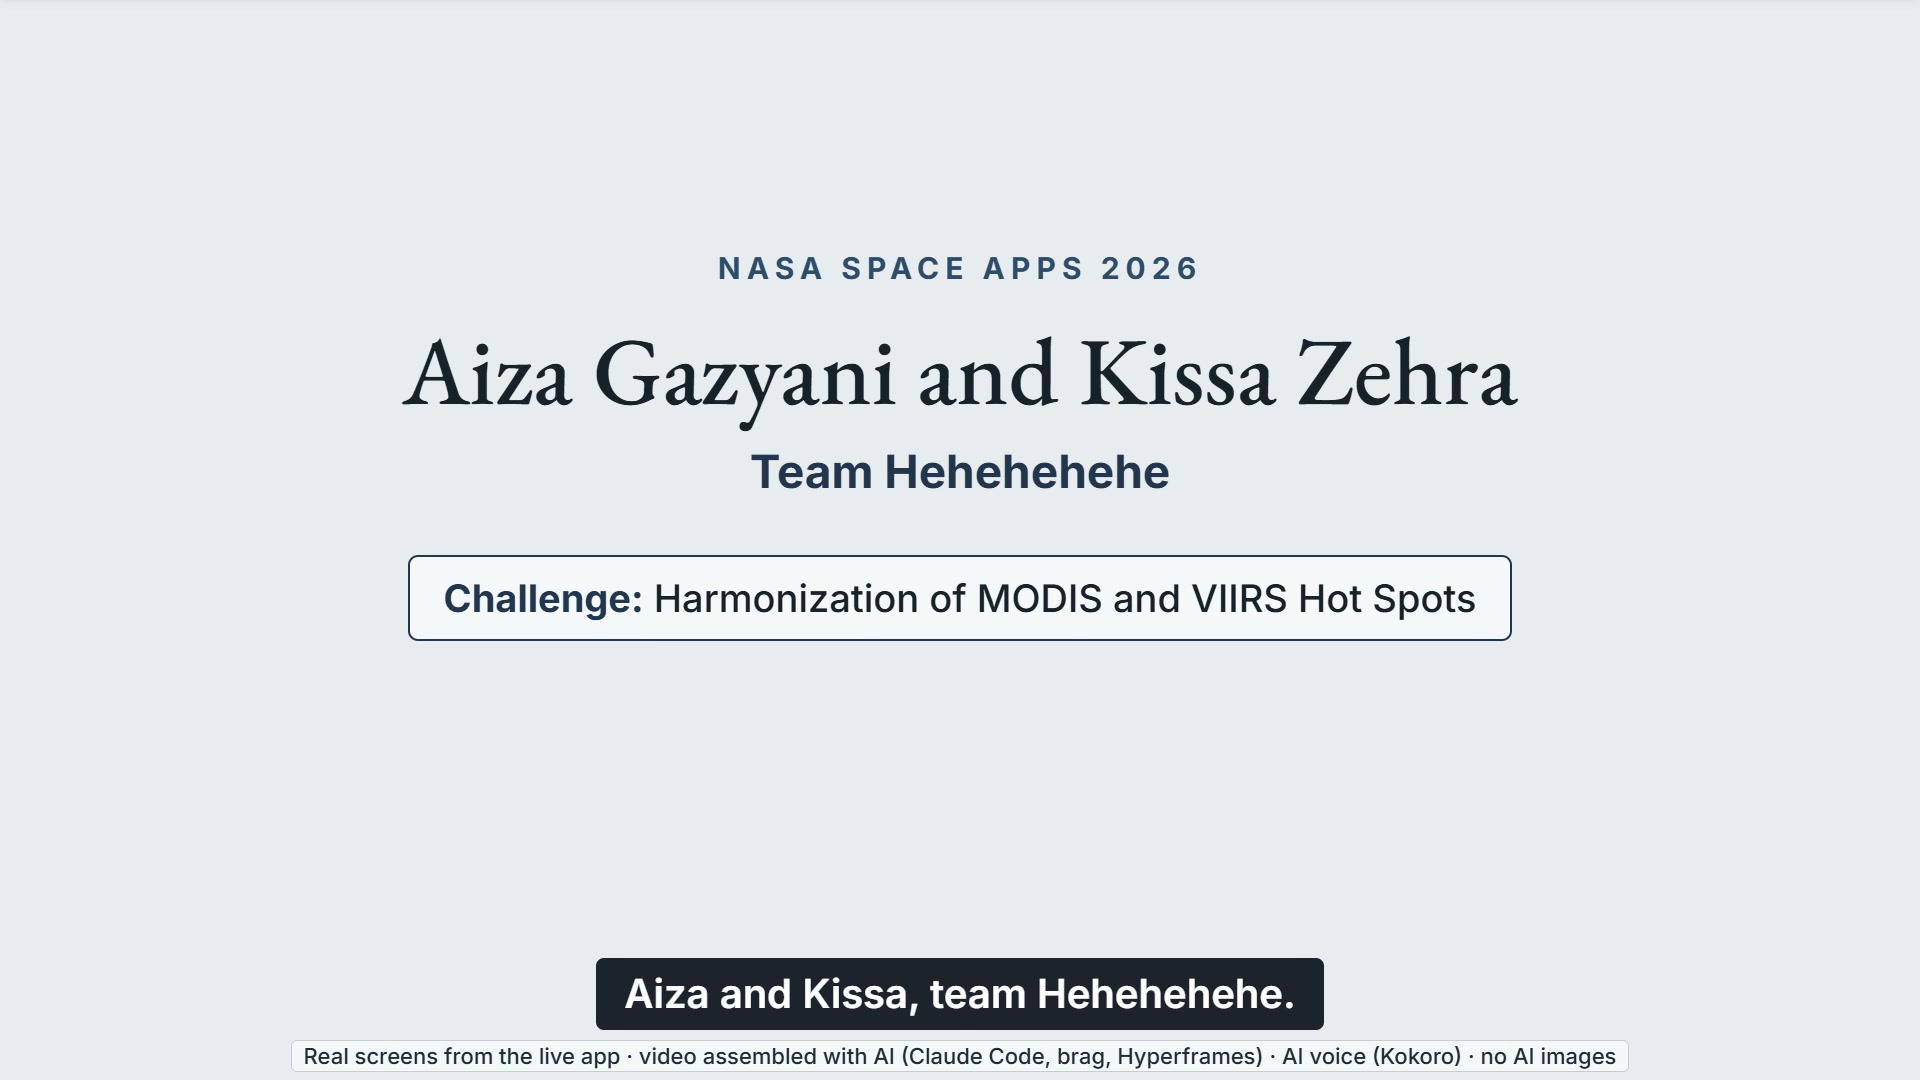 NASA SPACE APPS 2026
Aiza Gazyani and Kissa Zehra
Team Hehehehehe
Challenge: Harmonization of MODIS and VIIRS Hot Spots
Aiza and Kissa, team Hehehehehe.
Real screens from the live app · video assembled with AI (Claude Code, brag, Hyperframes) · AI voice (Kokoro) · no AI images